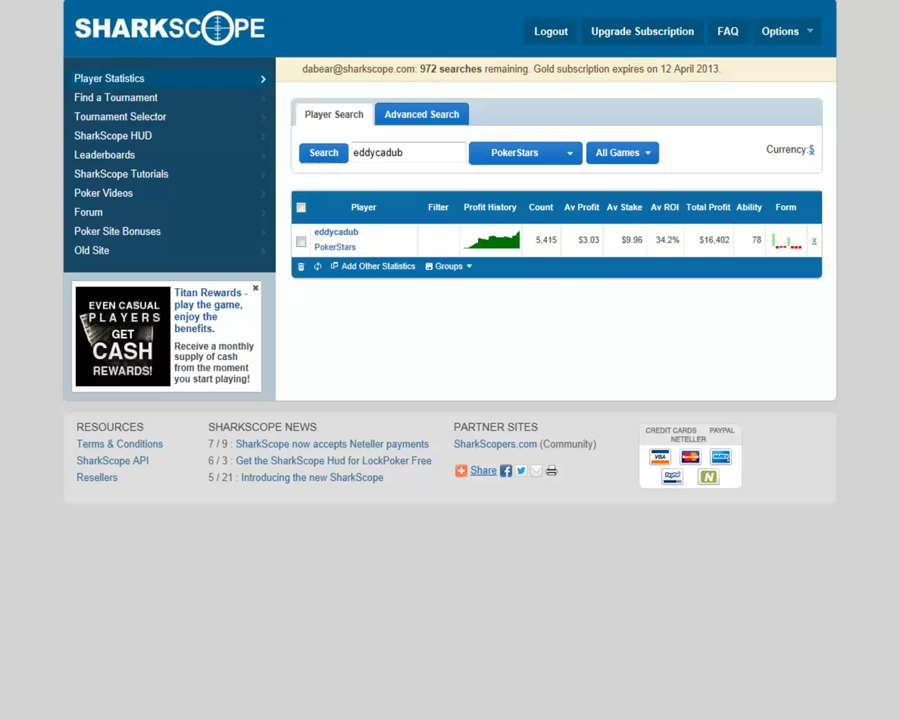 SHARKSCOPE
Logout
Upgrade Subscription
FAQ
Options
dabear@sharkscope.com: 972 searches remaining. Gold subscription expires on 12 April 2013.
Player Statistics
Find a Tournament
Tournament Selector
SharkScope HUD
Leaderboards
SharkScope Tutorials
Poker Videos
Forum
Poker Site Bonuses
Old Site
Player Search
Advanced Search
Search
eddycadub
PokerStars
All Games
Currency:$
Player Filter Profit History Count Av Profit Av Stake Av ROI Total Profit Ability Form
eddycadub
PokerStars
5,415 $3.03 $9.96 34.2% $16,402 78 x
Add Other Statistics Groups
EVEN CASUAL
PLAYERS
GET
CASH
REWARDS!
Titan Rewards -
play the game,
enjoy the
benefits.
Receive a monthly
supply of cash
from the moment
you start playing!
RESOURCES
Terms & Conditions
SharkScope API
Resellers
SHARKSCOPE NEWS
7 / 9 : SharkScope now accepts Neteller payments
6 / 3 : Get the SharkScope Hud for LockPoker Free
5 / 21 : Introducing the new SharkScope
PARTNER SITES
SharkScopers.com (Community)
Share
CREDIT CARDS PAYPAL
NETELLER
VISA